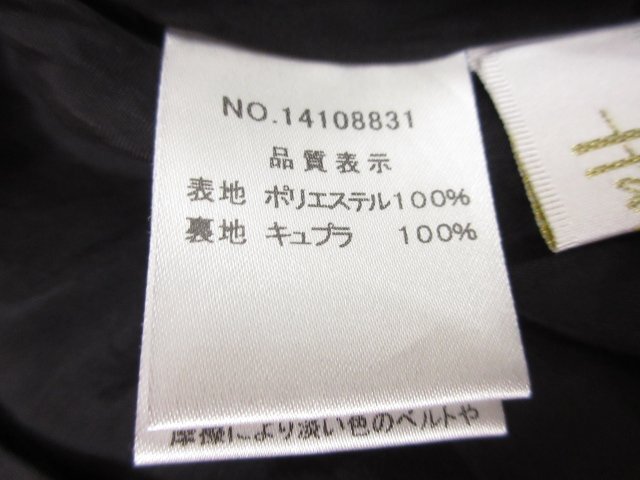 NO.14108831
品質表示
表地 ポリエステル100%
裏地 キュプラ 100%
摩擦により淡い色のベルトや